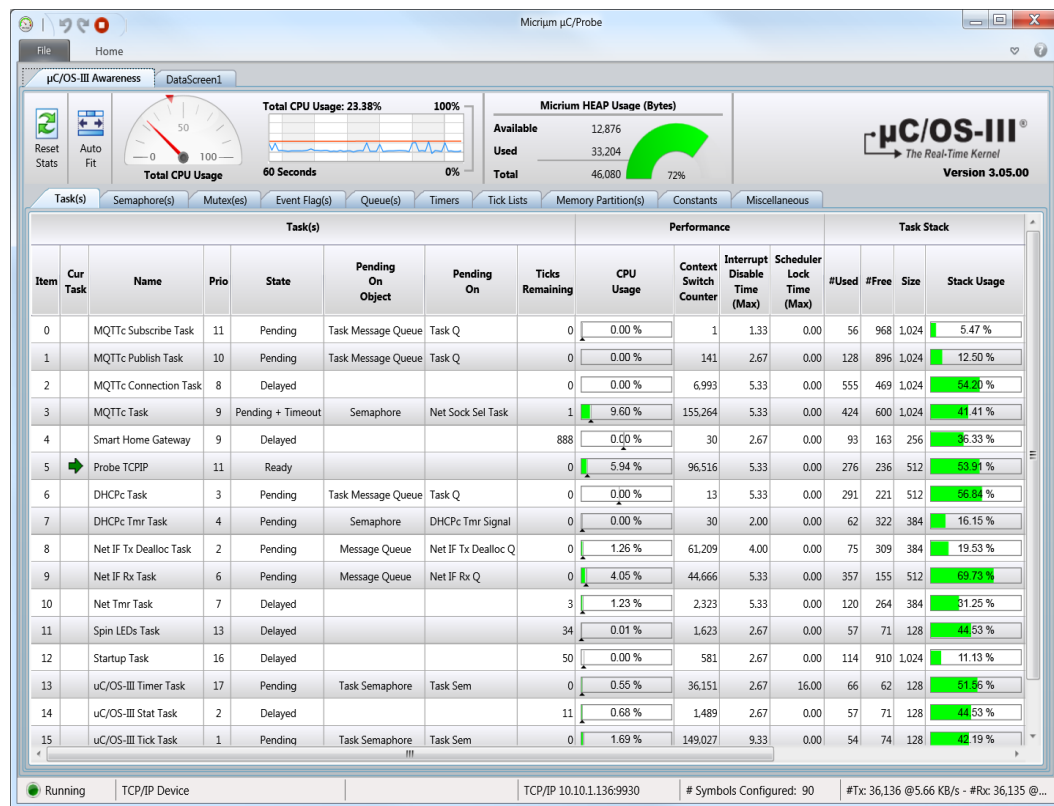 Micriµm µC/Probe
File Home
µC/OS-III Awareness DataScreen1
Reset Stats
Auto Fit
50
0 100
Total CPU Usage
Total CPU Usage: 23.38% 100%
60 Seconds 0%
Micrium HEAP Usage (Bytes)
Available 12,876
Used 33,204
Total 46,080
72%
µC/OS-III®
The Real-Time Kernel
Version 3.05.00
Task(s) Semaphore(s) Mutex(es) Event Flag(s) Queue(s) Timers Tick Lists Memory Partition(s) Constants Miscellaneous
Task(s) Performance Task Stack
Item Cur Task Name Prio State Pending On Object Pending On Ticks Remaining CPU Usage Context Switch Counter Interrupt Disable Time (Max) Scheduler Lock Time (Max) #Used #Free Size Stack Usage
0 MQTTc Subscribe Task 11 Pending Task Message Queue Task Q 0 0.00 % 1 1.33 0.00 56 968 1,024 5.47 %
1 MQTTc Publish Task 10 Pending Task Message Queue Task Q 0 0.00 % 141 2.67 0.00 128 896 1,024 12.50 %
2 MQTTc Connection Task 8 Delayed 0 0.00 % 6,993 5.33 0.00 555 469 1,024 54.20 %
3 MQTTc Task 9 Pending + Timeout Semaphore Net Sock Sel Task 1 9.60 % 155,264 5.33 0.00 424 600 1,024 41.41 %
4 Smart Home Gateway 9 Delayed 888 0.00 % 30 2.67 0.00 93 163 256 36.33 %
5 Probe TCPIP 11 Ready 0 5.94 % 96,516 5.33 0.00 276 236 512 53.91 %
6 DHCPc Task 3 Pending Task Message Queue Task Q 0 0.00 % 13 5.33 0.00 291 221 512 56.84 %
7 DHCPc Tmr Task 4 Pending Semaphore DHCPc Tmr Signal 0 0.00 % 30 2.00 0.00 62 322 384 16.15 %
8 Net IF Tx Dealloc Task 2 Pending Message Queue Net IF Tx Dealloc Q 0 1.26 % 61,209 4.00 0.00 75 309 384 19.53 %
9 Net IF Rx Task 6 Pending Message Queue Net IF Rx Q 0 4.05 % 44,666 5.33 0.00 357 155 512 69.73 %
10 Net Tmr Task 7 Delayed 3 1.23 % 2,323 5.33 0.00 120 264 384 31.25 %
11 Spin LEDs Task 13 Delayed 34 0.01 % 1,623 2.67 0.00 57 71 128 44.53 %
12 Startup Task 16 Delayed 50 0.00 % 581 2.67 0.00 114 910 1,024 11.13 %
13 uC/OS-III Timer Task 17 Pending Task Semaphore Task Sem 0 0.55 % 36,151 2.67 16.00 66 62 128 51.56 %
14 uC/OS-III Stat Task 2 Delayed 11 0.68 % 1,489 2.67 0.00 57 71 128 44.53 %
15 uC/OS-III Tick Task 1 Pending Task Semaphore Task Sem 0 1.69 % 149,027 9.33 0.00 54 74 128 42.19 %
Running TCP/IP Device TCP/IP 10.10.1.136:9930 # Symbols Configured: 90 #Tx: 36,136 @5.66 KB/s - #Rx: 36,135 @...